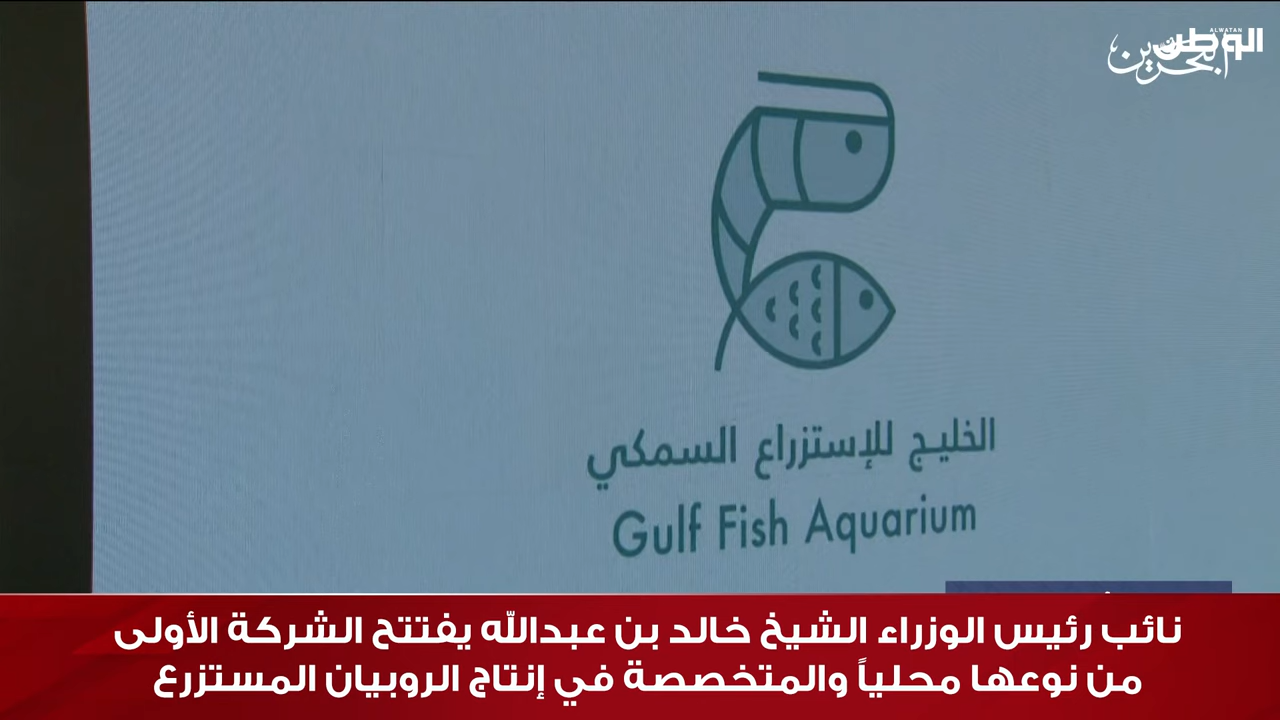 الوطن
ALWATAN
البحرين
الخليج للإستزراع السمكي
Gulf Fish Aquarium
نائب رئيس الوزراء الشيخ خالد بن عبدالله يفتتح الشركة الأولى
من نوعها محلياً والمتخصصة في إنتاج الروبيان المستزرع